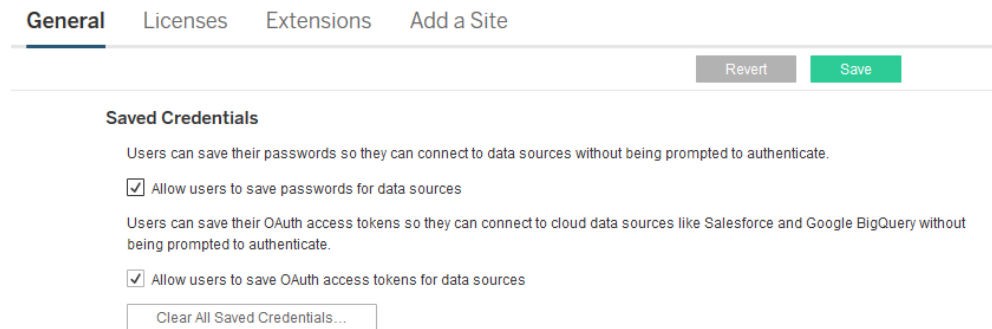 General Licenses Extensions Add a Site
Revert Save
Saved Credentials
Users can save their passwords so they can connect to data sources without being prompted to authenticate.
Allow users to save passwords for data sources
Users can save their OAuth access tokens so they can connect to cloud data sources like Salesforce and Google BigQuery without
being prompted to authenticate.
Allow users to save OAuth access tokens for data sources
Clear All Saved Credentials...